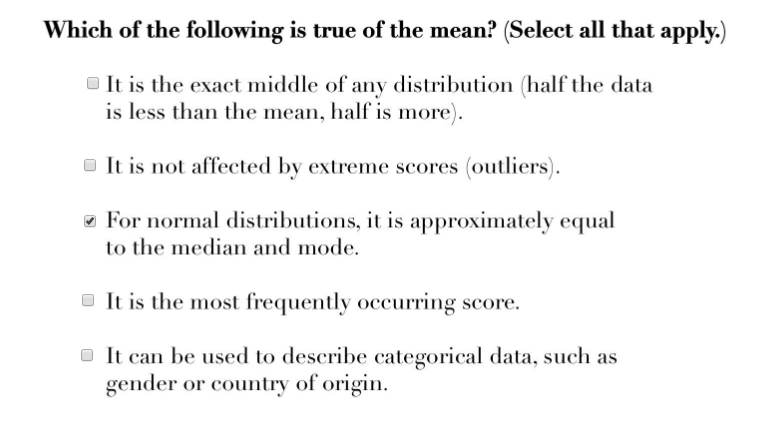 Which of the following is true of the mean? (Select all that apply.)
It is the exact middle of any distribution (half the data
is less than the mean, half is more).
It is not affected by extreme scores (outliers).
For normal distributions, it is approximately equal
to the median and mode.
It is the most frequently occurring score.
It can be used to describe categorical data, such as
gender or country of origin.